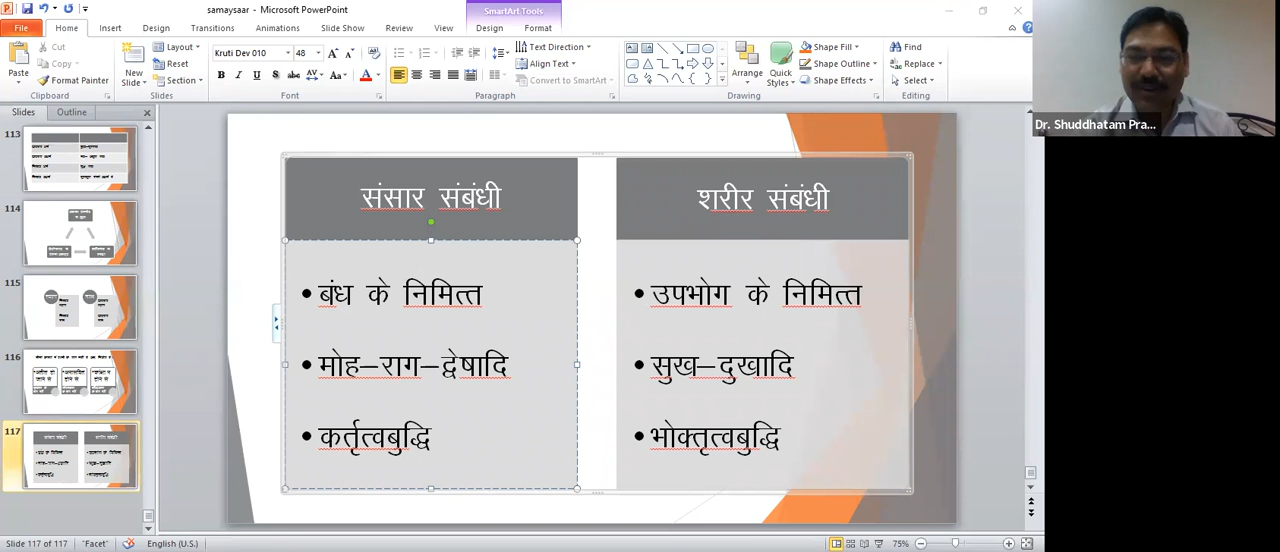 samaysaar - Microsoft PowerPoint
SmartArt Tools
File Home Insert Design Transitions Animations Slide Show Review View Design Format
Cut
Copy
Format Painter
Paste
Clipboard
New Slide
Layout
Reset
Section
Slides
Kruti Dev 010 48
Font
Text Direction
Align Text
Convert to SmartArt
Paragraph
Arrange
Quick Styles
Shape Fill
Shape Outline
Shape Effects
Drawing
Find
Replace
Select
Editing
Dr. Shuddhatam Pra...
Slides Outline
113
114
115
116
117
संसार संबंधी
• बंध के निमित्त
• मोह–राग–द्वेषादि
• कर्तृत्वबुद्धि
शरीर संबंधी
• उपभोग के निमित्त
• सुख–दुखादि
• भोक्तृत्वबुद्धि
Slide 117 of 117 "Facet" English (U.S.) 75%